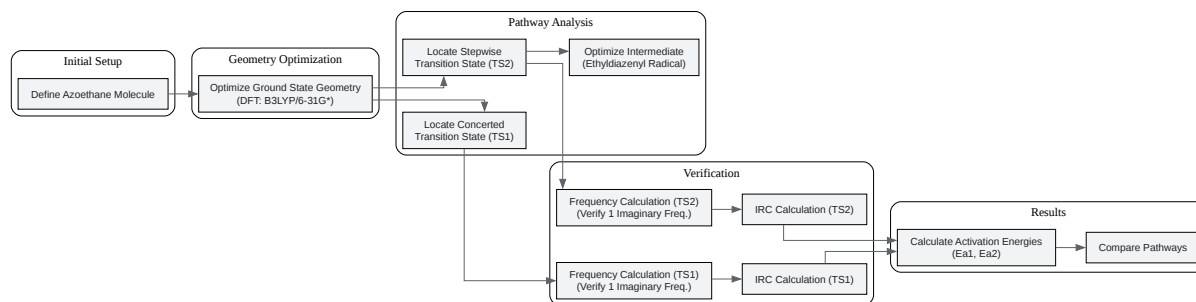 Initial Setup
Define Azoethane Molecule
Geometry Optimization
Optimize Ground State Geometry
(DFT: B3LYP/6-31G*)
Pathway Analysis
Locate Stepwise
Transition State (TS2)
Optimize Intermediate
(Ethyldiazenyl Radical)
Locate Concerted
Transition State (TS1)
Verification
Frequency Calculation (TS2)
(Verify 1 Imaginary Freq.)
IRC Calculation (TS2)
Frequency Calculation (TS1)
(Verify 1 Imaginary Freq.)
IRC Calculation (TS1)
Results
Calculate Activation Energies
(Ea1, Ea2)
Compare Pathways